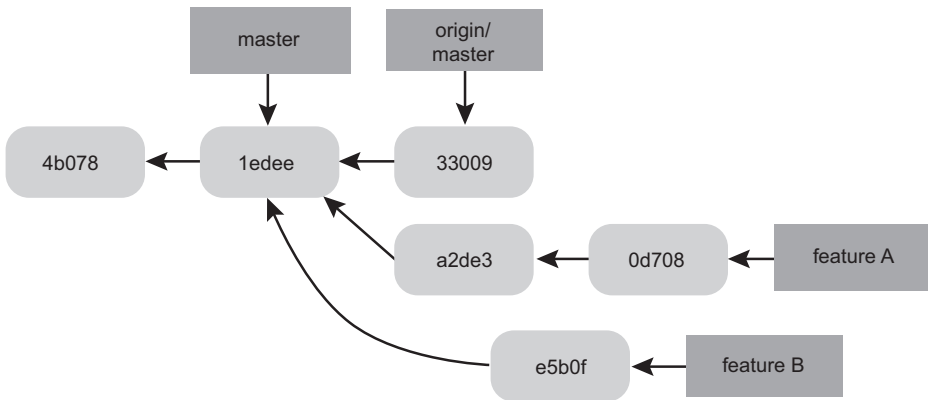 master
origin/
master
4b078
1edee
33009
a2de3
0d708
feature A
e5b0f
feature B